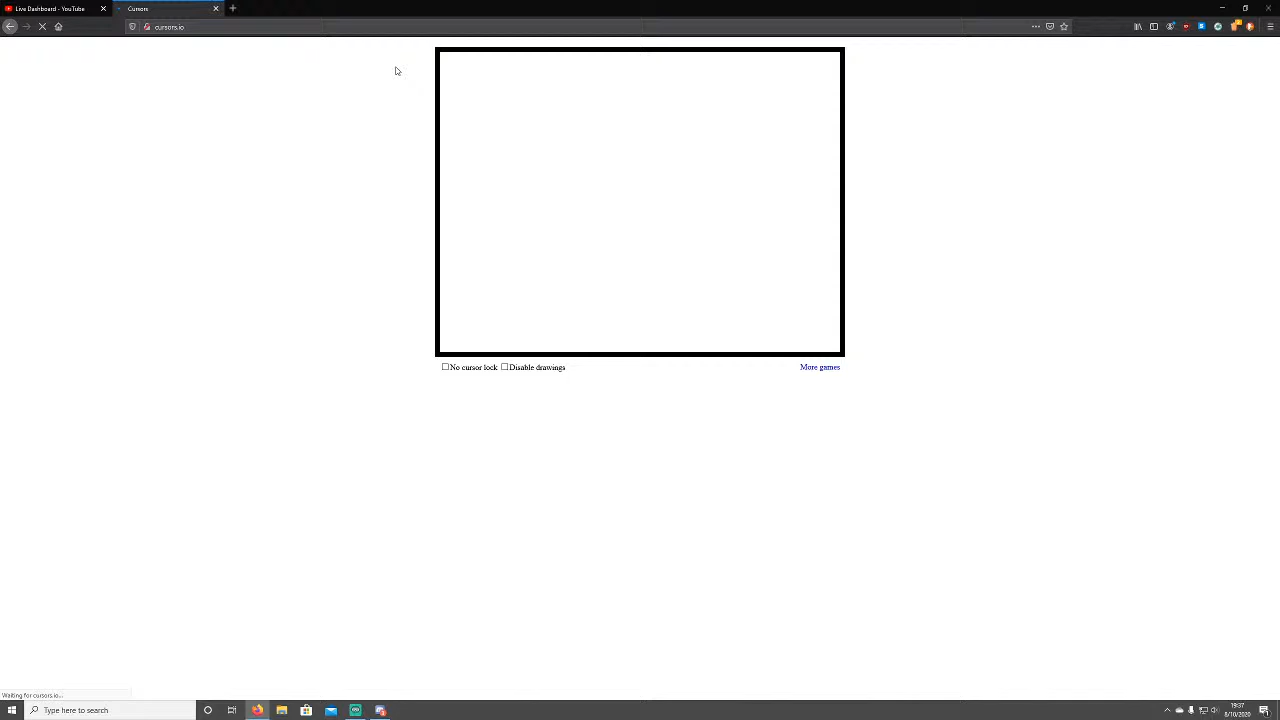 Live Dashboard - YouTube
Cursors
cursors.io
No cursor lock
Disable drawings
More games
Waiting for cursors.io...
Type here to search
19:37
8/10/2020